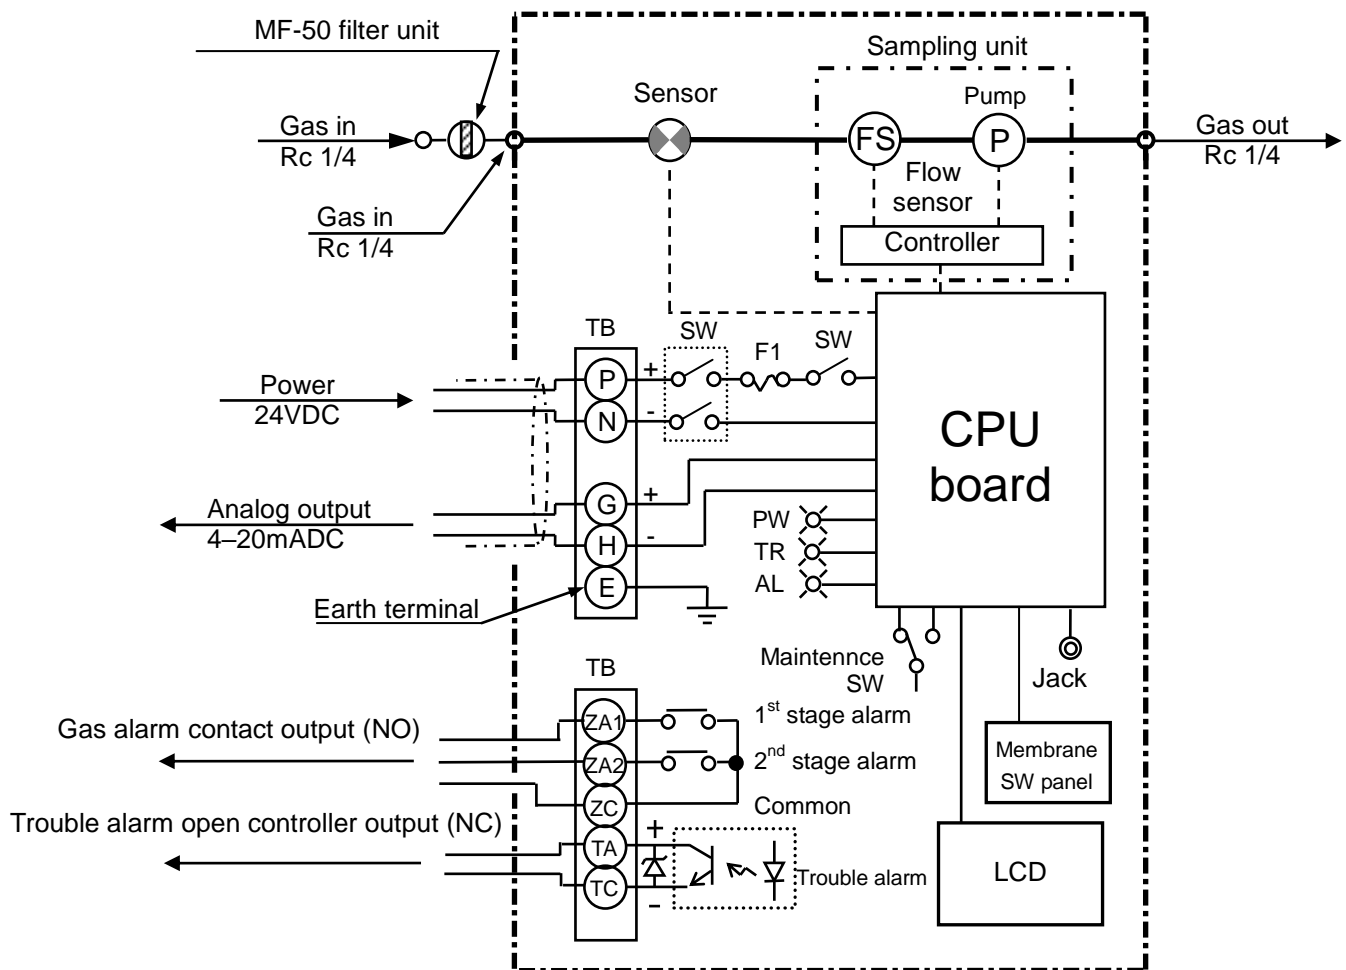 MF-50 filter unit
Sampling unit
Sensor
Pump
Gas in
Rc 1/4
FS
P
Gas out
Rc 1/4
Flow
sensor
Gas in
Rc 1/4
Controller
TB
SW
F1
SW
P
+
Power
24VDC
N
-
CPU
board
G
+
Analog output
4–20mADC
H
-
PW
TR
AL
E
Earth terminal
Maintennce
SW
Jack
TB
ZA1
1st stage alarm
Gas alarm contact output (NO)
ZA2
2nd stage alarm
Membrane
SW panel
ZC
Common
Trouble alarm open controller output (NC)
TA
+
TC
-
Trouble alarm
LCD